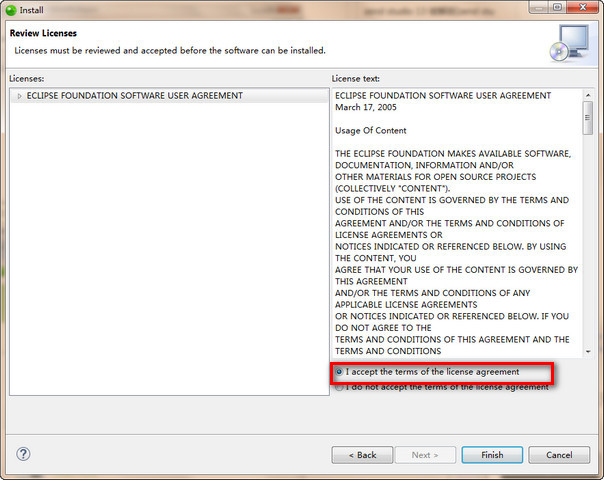 Install
Review Licenses
Licenses must be reviewed and accepted before the software can be installed.
Licenses:
ECLIPSE FOUNDATION SOFTWARE USER AGREEMENT
License text:
ECLIPSE FOUNDATION SOFTWARE USER AGREEMENT
March 17, 2005
Usage Of Content
THE ECLIPSE FOUNDATION MAKES AVAILABLE SOFTWARE,
DOCUMENTATION, INFORMATION AND/OR
OTHER MATERIALS FOR OPEN SOURCE PROJECTS
(COLLECTIVELY "CONTENT").
USE OF THE CONTENT IS GOVERNED BY THE TERMS AND
CONDITIONS OF THIS
AGREEMENT AND/OR THE TERMS AND CONDITIONS OF
LICENSE AGREEMENTS OR
NOTICES INDICATED OR REFERENCED BELOW. BY USING
THE CONTENT, YOU
AGREE THAT YOUR USE OF THE CONTENT IS GOVERNED BY
THIS AGREEMENT
AND/OR THE TERMS AND CONDITIONS OF ANY
APPLICABLE LICENSE AGREEMENTS
OR NOTICES INDICATED OR REFERENCED BELOW. IF YOU
DO NOT AGREE TO THE
TERMS AND CONDITIONS OF THIS AGREEMENT AND THE
TERMS AND CONDITIONS
I accept the terms of the license agreement
I do not accept the terms of the license agreement
?
< Back
Next >
Finish
Cancel